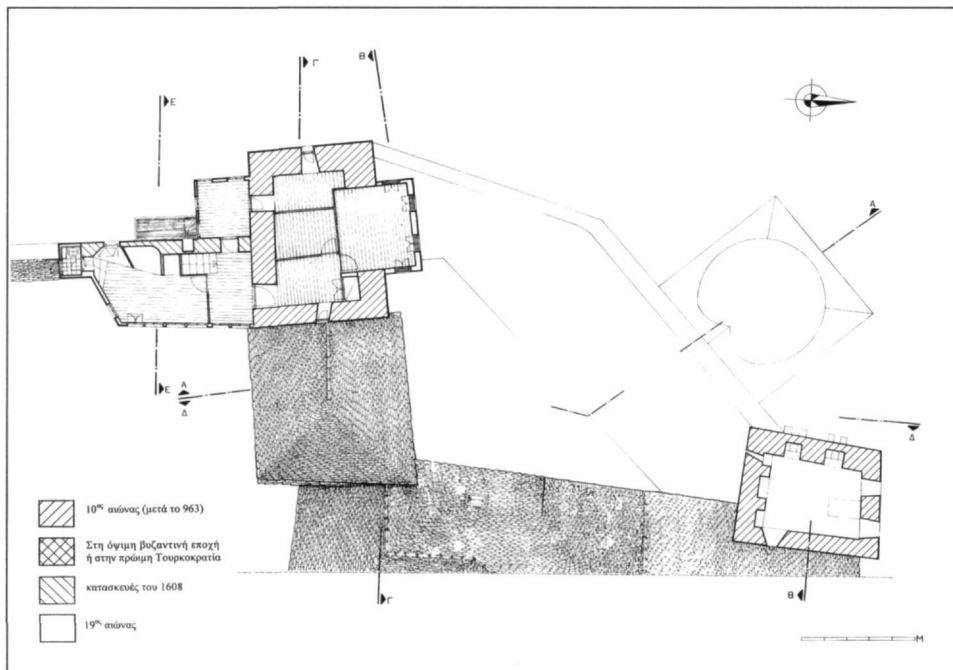 Γ
Β
Ε
Α
Ε
Α
Δ
Δ
10ος αιώνας (μετά το 963)
Στη όψιμη βυζαντινή εποχή
ή στην πρώιμη Τουρκοκρατία
κατασκευές του 1608
19ος αιώνας
Γ
Β
Μ